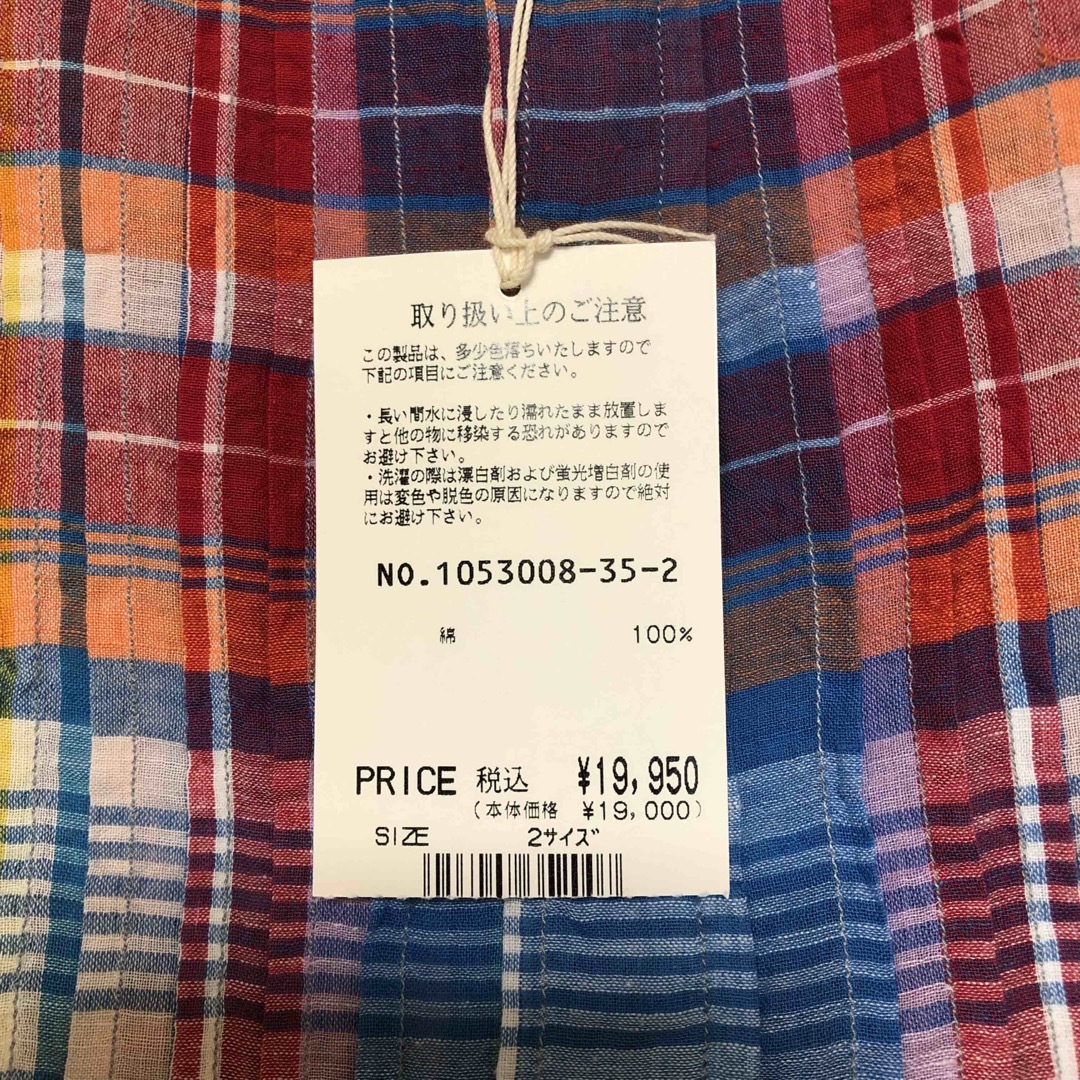 取り扱い上のご注意
この製品は、多少色落ちいたしますので
下記の項目にご注意ください。
・長い間水に浸したり濡れたまま放置しま
すと他の物に移染する恐れがありますので
お避け下さい。
・洗濯の際は漂白剤および蛍光増白剤の使
用は変色や脱色の原因になりますので絶対
にお避け下さい。
NO.1053008-35-2
綿 100%
PRICE 税込 ¥19,950
(本体価格 ¥19,000)
SIZE 2サイズ